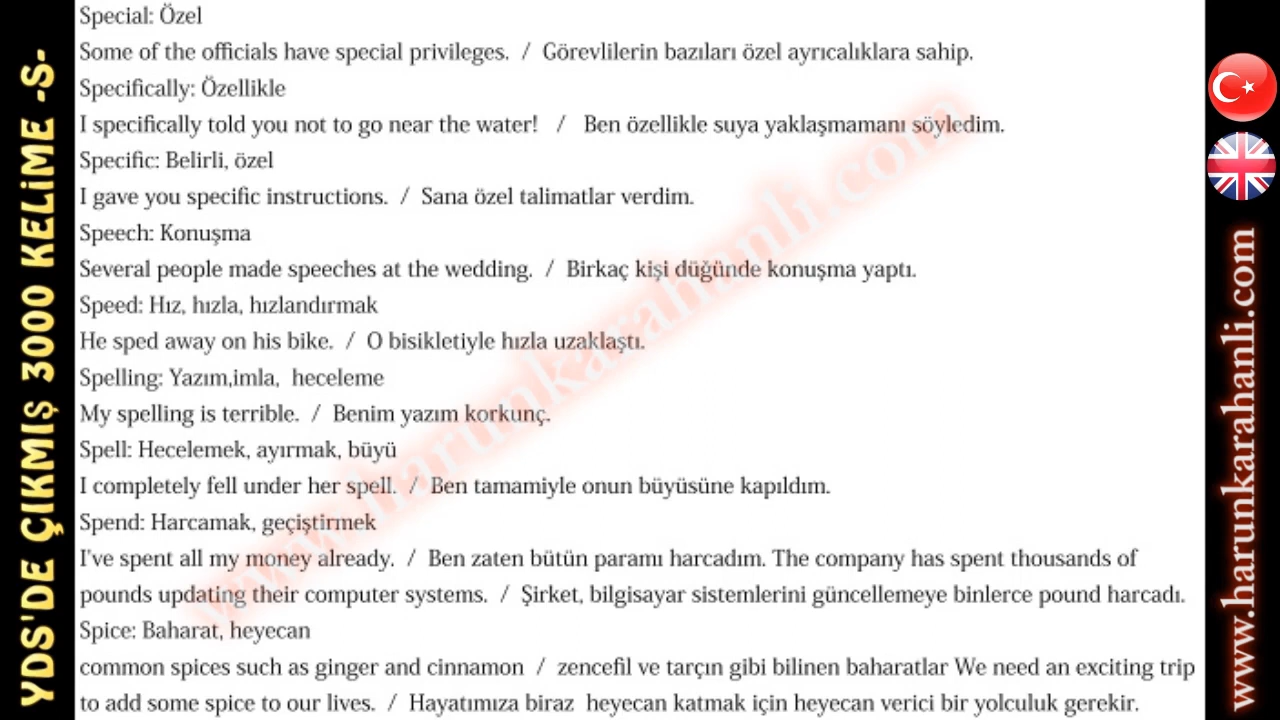 Special: Özel
Some of the officials have special privileges.  /  Görevlilerin bazıları özel ayrıcalıklara sahip.
Specifically: Özellikle
I specifically told you not to go near the water!  /  Ben özellikle suya yaklaşmamanı söyledim.
Specific: Belirli, özel
I gave you specific instructions.  /  Sana özel talimatlar verdim.
Speech: Konuşma
Several people made speeches at the wedding.  /  Birkaç kişi düğünde konuşma yaptı.
Speed: Hız, hızla, hızlandırmak
He sped away on his bike.  /  O bisikletiyle hızla uzaklaştı.
Spelling: Yazım,imla,  heceleme
My spelling is terrible.  /  Benim yazım korkunç.
Spell: Hecelemek, ayırmak, büyü
I completely fell under her spell.  /  Ben tamamiyle onun büyüsüne kapıldım.
Spend: Harcamak, geçiştirmek
I've spent all my money already.  /  Ben zaten bütün paramı harcadım. The company has spent thousands of
pounds updating their computer systems.  /  Şirket, bilgisayar sistemlerini güncellemeye binlerce pound harcadı.
Spice: Baharat, heyecan
common spices such as ginger and cinnamon  /  zencefil ve tarçın gibi bilinen baharatlar We need an exciting trip
to add some spice to our lives.  /  Hayatımıza biraz  heyecan katmak için heyecan verici bir yolculuk gerekir.
YDS'DE ÇIKMIŞ 3000 KELİME -S-
www.harunkarahanli.com
www.harunkarahanli.com